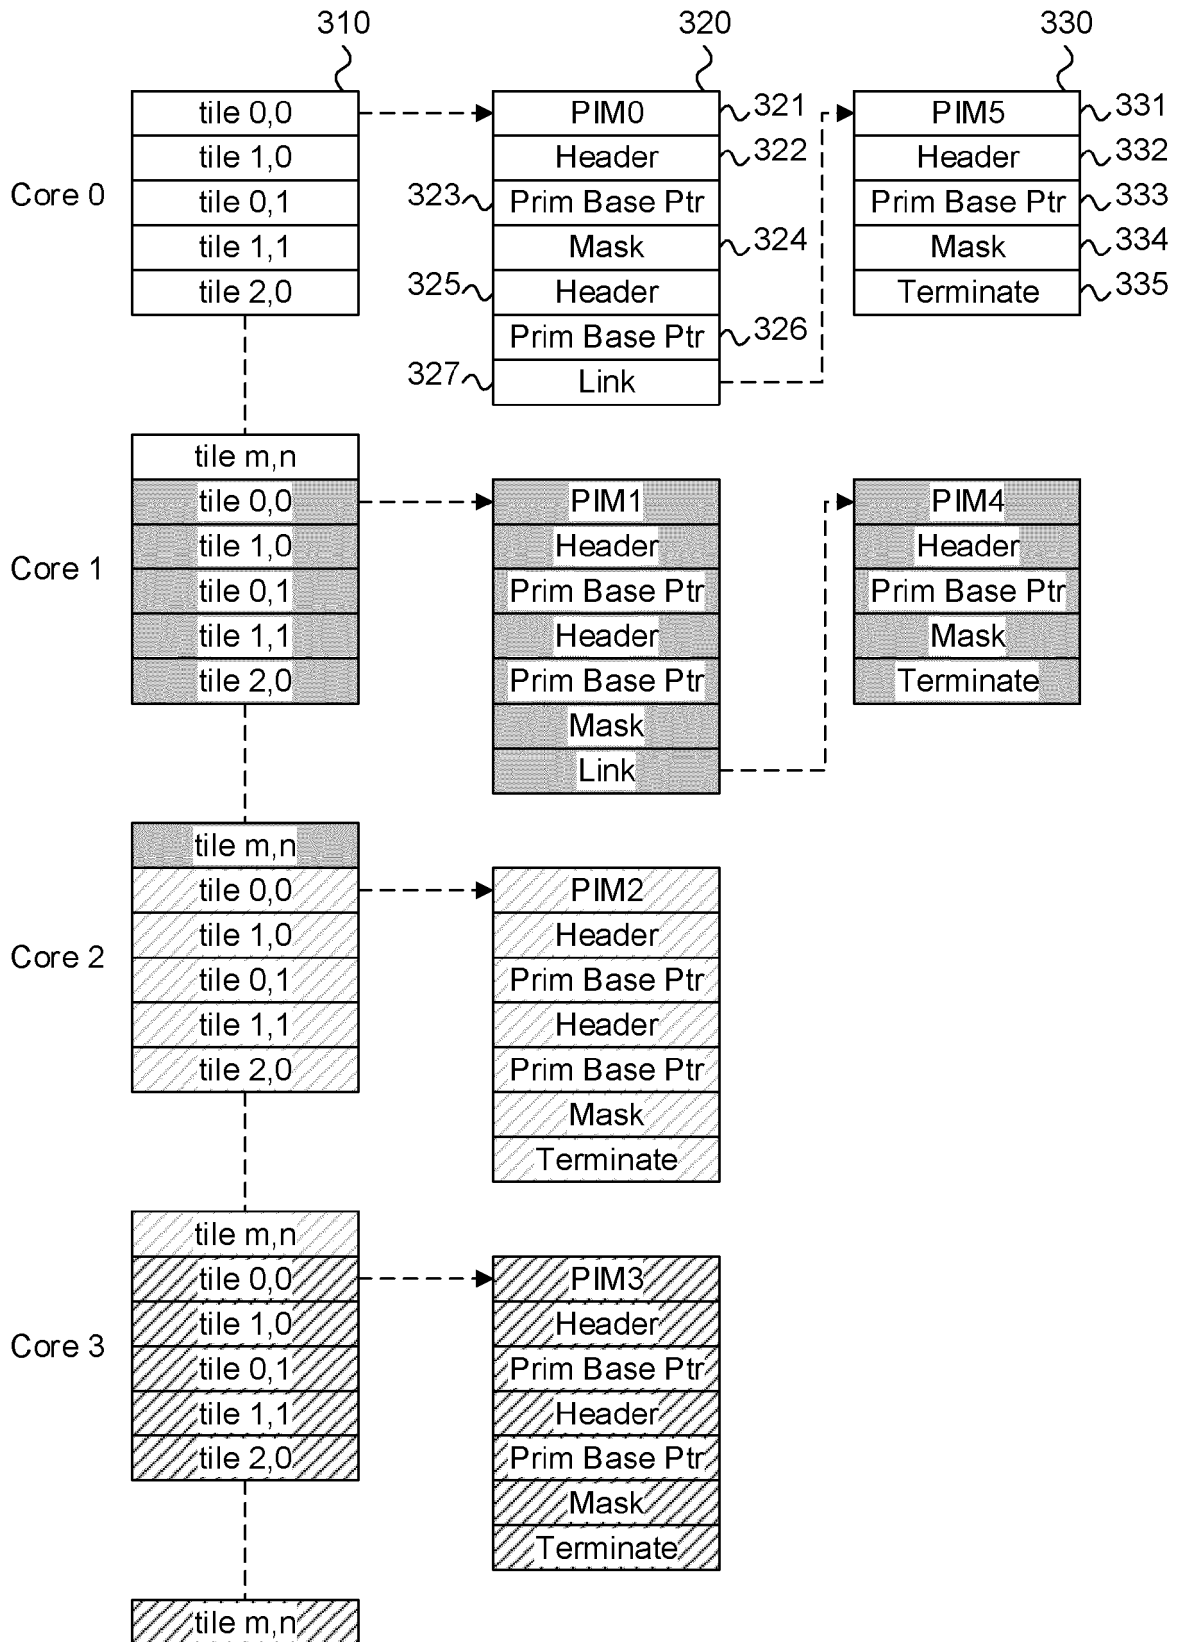 310
320
330
Core 0
tile 0,0
tile 1,0
tile 0,1
tile 1,1
tile 2,0
tile m,n
PIM0
321
Header
322
323
Prim Base Ptr
Mask
324
325
Header
Prim Base Ptr
326
327
Link
PIM5
331
Header
332
Prim Base Ptr
333
Mask
334
Terminate
335
Core 1
tile 0,0
tile 1,0
tile 0,1
tile 1,1
tile 2,0
tile m,n
PIM1
Header
Prim Base Ptr
Header
Prim Base Ptr
Mask
Link
PIM4
Header
Prim Base Ptr
Mask
Terminate
Core 2
tile 0,0
tile 1,0
tile 0,1
tile 1,1
tile 2,0
tile m,n
PIM2
Header
Prim Base Ptr
Header
Prim Base Ptr
Mask
Terminate
Core 3
tile 0,0
tile 1,0
tile 0,1
tile 1,1
tile 2,0
tile m,n
PIM3
Header
Prim Base Ptr
Header
Prim Base Ptr
Mask
Terminate